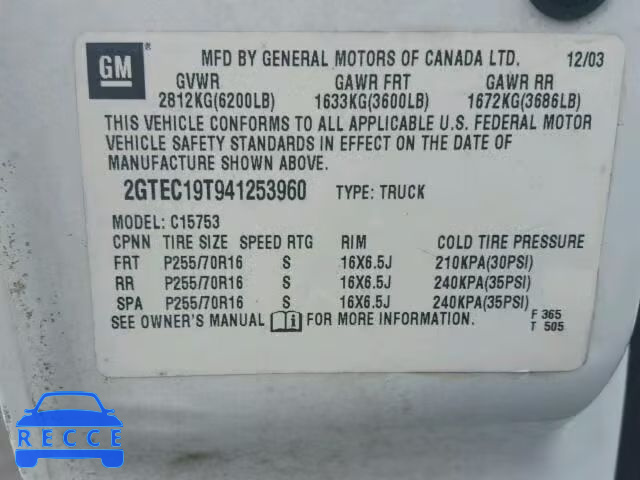 GM
MFD BY GENERAL MOTORS OF CANADA LTD. 12/03
GVWR GAWR FRT GAWR RR
2812KG(6200LB) 1633KG(3600LB) 1672KG(3686LB)
THIS VEHICLE CONFORMS TO ALL APPLICABLE U.S. FEDERAL MOTOR
VEHICLE SAFETY STANDARDS IN EFFECT ON THE DATE OF
MANUFACTURE SHOWN ABOVE.
2GTEC19T941253960 TYPE: TRUCK
MODEL: C15753
CPNN TIRE SIZE SPEED RTG RIM COLD TIRE PRESSURE
FRT P255/70R16 S 16X6.5J 210KPA(30PSI)
RR P255/70R16 S 16X6.5J 240KPA(35PSI)
SPA P255/70R16 S 16X6.5J 240KPA(35PSI)
SEE OWNER'S MANUAL i FOR MORE INFORMATION.
F 365
T 505
RECCE